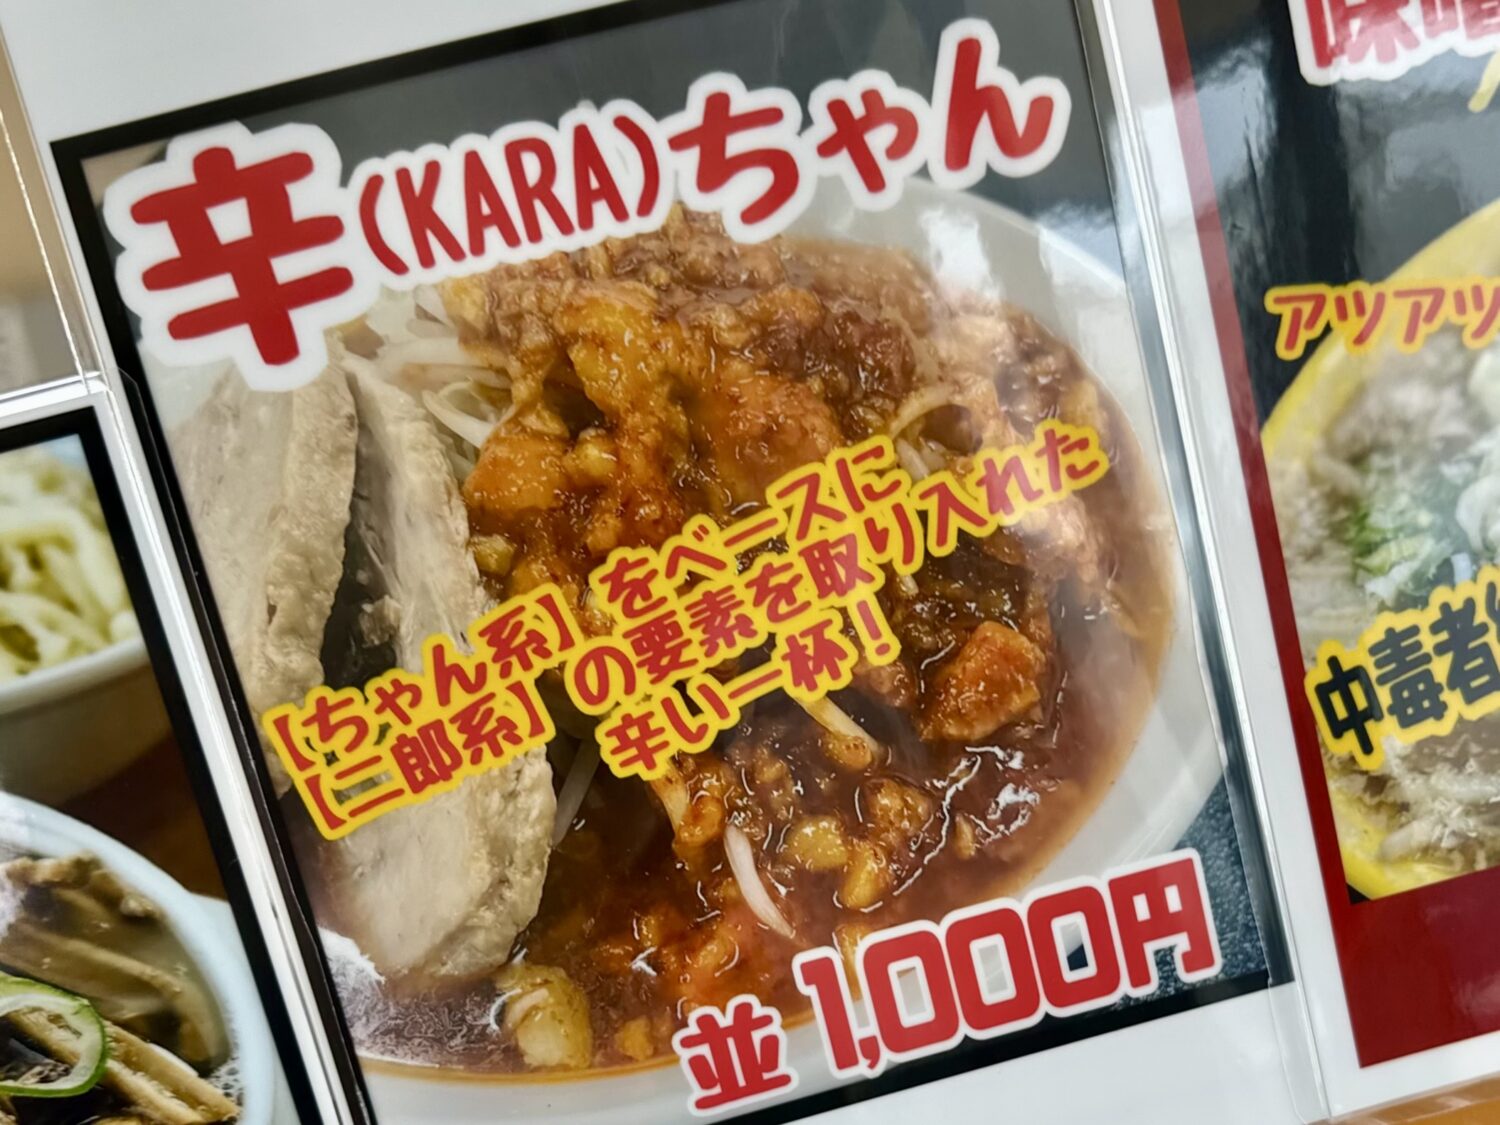 辛(KARA)ちゃん
【ちゃん系】をベースに
【二郎系】の要素を取り入れた
辛い一杯!
並 1,000円
味噌
アツアツ
中毒者